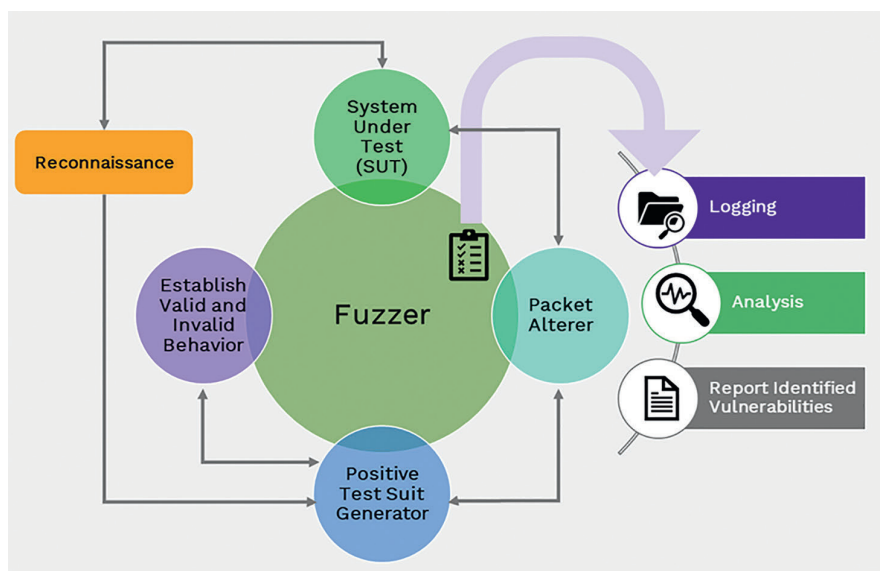 System
Under
Test
(SUT)
Reconnaissance
Logging
Establish
Valid and
Invalid
Behavior
Fuzzer
Packet
Alterer
Analysis
Report Identified
Vulnerabilities
Positive
Test Suit
Generator